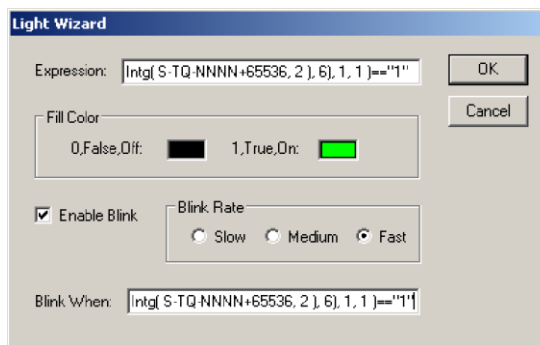 Light Wizard
Expression: Intg( S-TQ-NNNN+65536, 2 ), 6), 1, 1 )=="1"
OK
Cancel
Fill Color
0,False,Off: 1,True,On:
Enable Blink
Blink Rate
Slow Medium Fast
Blink When: Intg( S-TQ-NNNN+65536, 2 ), 6), 1, 1 )=="1"